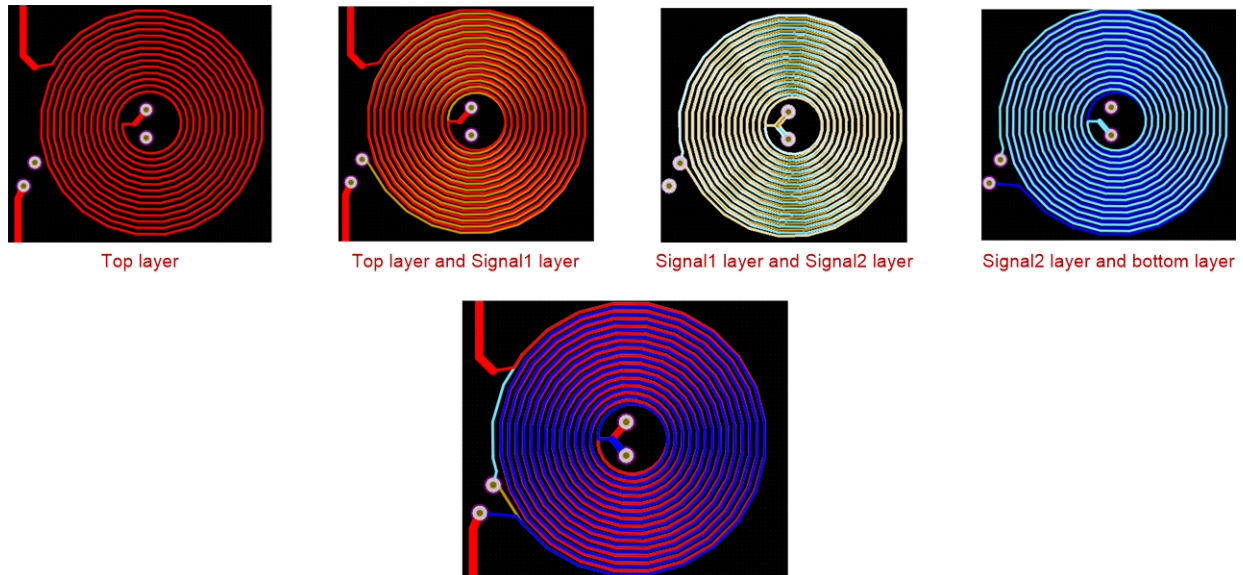 Top layer
Top layer and Signal1 layer
Signal1 layer and Signal2 layer
Signal2 layer and bottom layer